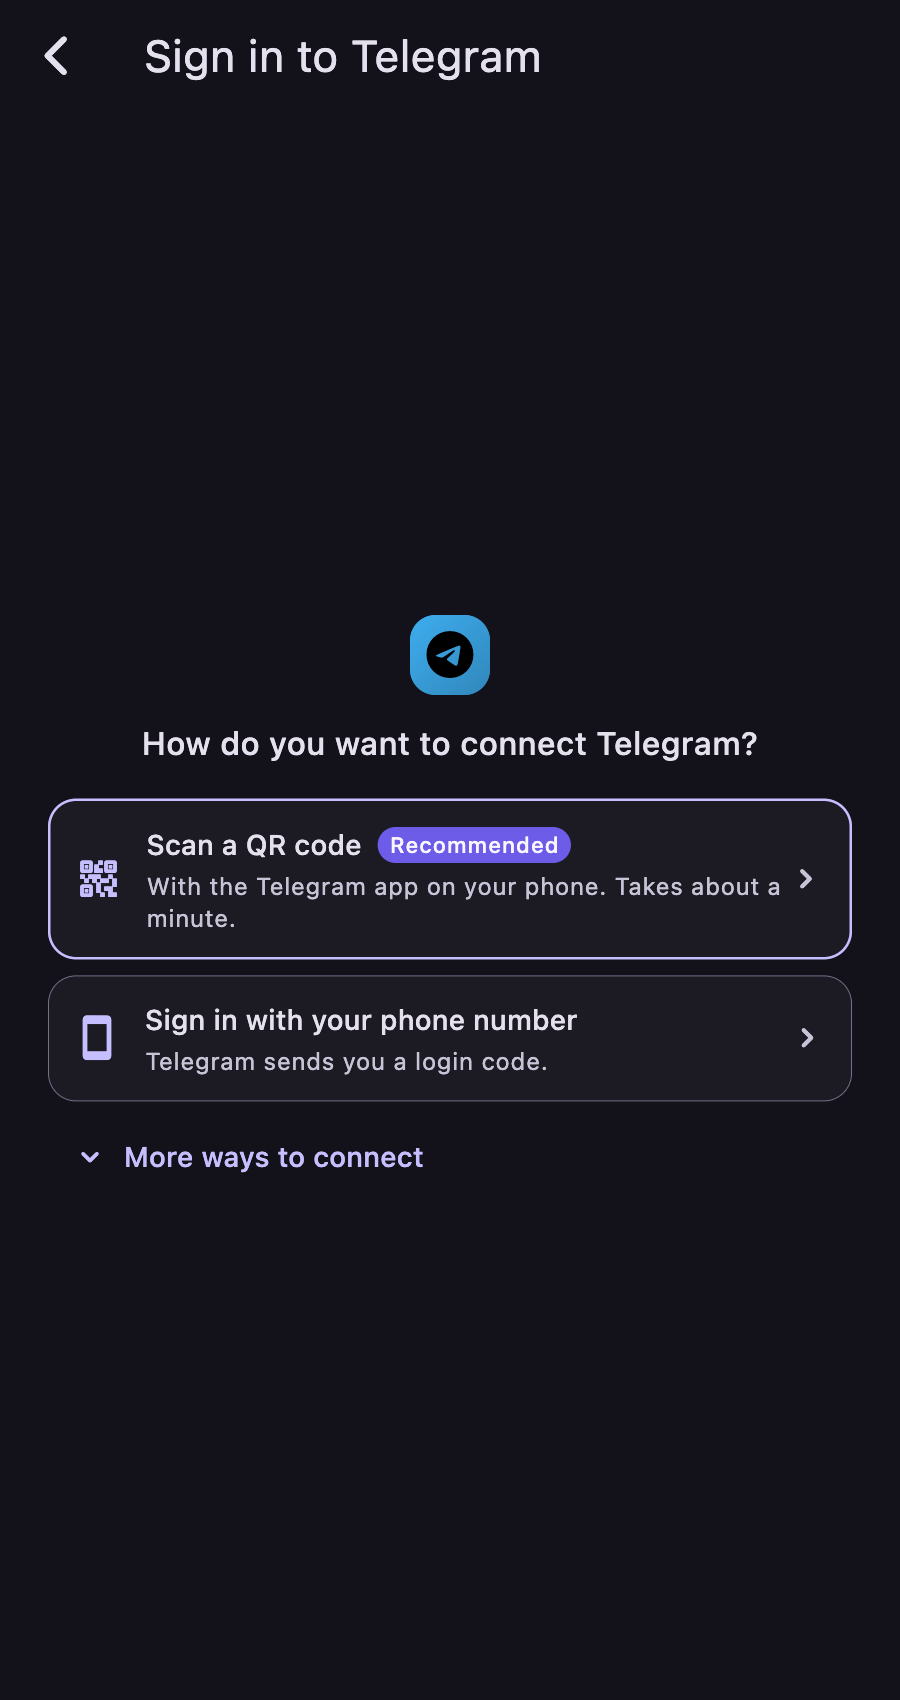 Sign in to Telegram
How do you want to connect Telegram?
Scan a QR code Recommended
With the Telegram app on your phone. Takes about a
minute.
Sign in with your phone number
Telegram sends you a login code.
More ways to connect